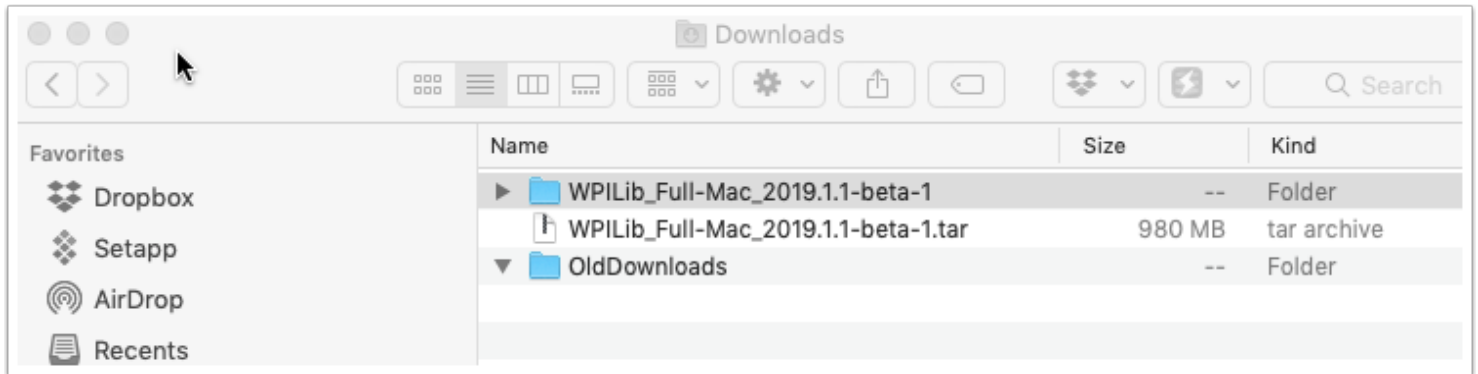 Downloads
Search
Favorites
Dropbox
Setapp
AirDrop
Recents
Name Size Kind
WPILib_Full-Mac_2019.1.1-beta-1 -- Folder
WPILib_Full-Mac_2019.1.1-beta-1.tar 980 MB tar archive
OldDownloads -- Folder